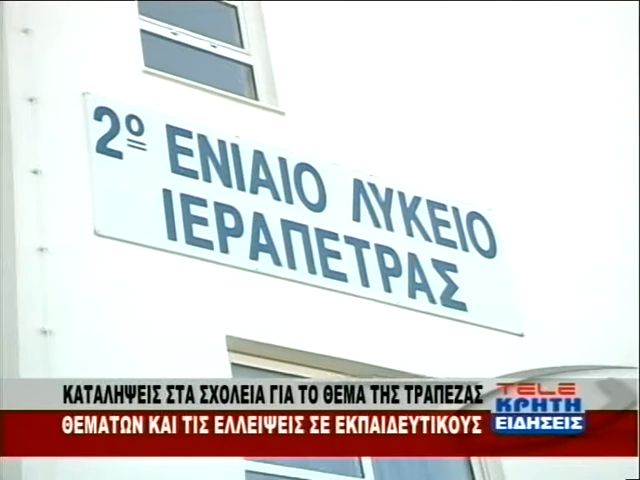 2ο ΕΝΙΑΙΟ ΛΥΚΕΙΟ
ΙΕΡΑΠΕΤΡΑΣ
ΚΑΤΑΛΗΨΕΙΣ ΣΤΑ ΣΧΟΛΕΙΑ ΓΙΑ ΤΟ ΘΕΜΑ ΤΗΣ ΤΡΑΠΕΖΑΣ
ΘΕΜΑΤΩΝ ΚΑΙ ΤΙΣ ΕΛΛΕΙΨΕΙΣ ΣΕ ΕΚΠΑΙΔΕΥΤΙΚΟΥΣ
TELE
ΚΡΗΤΗ
ΕΙΔΗΣΕΙΣ